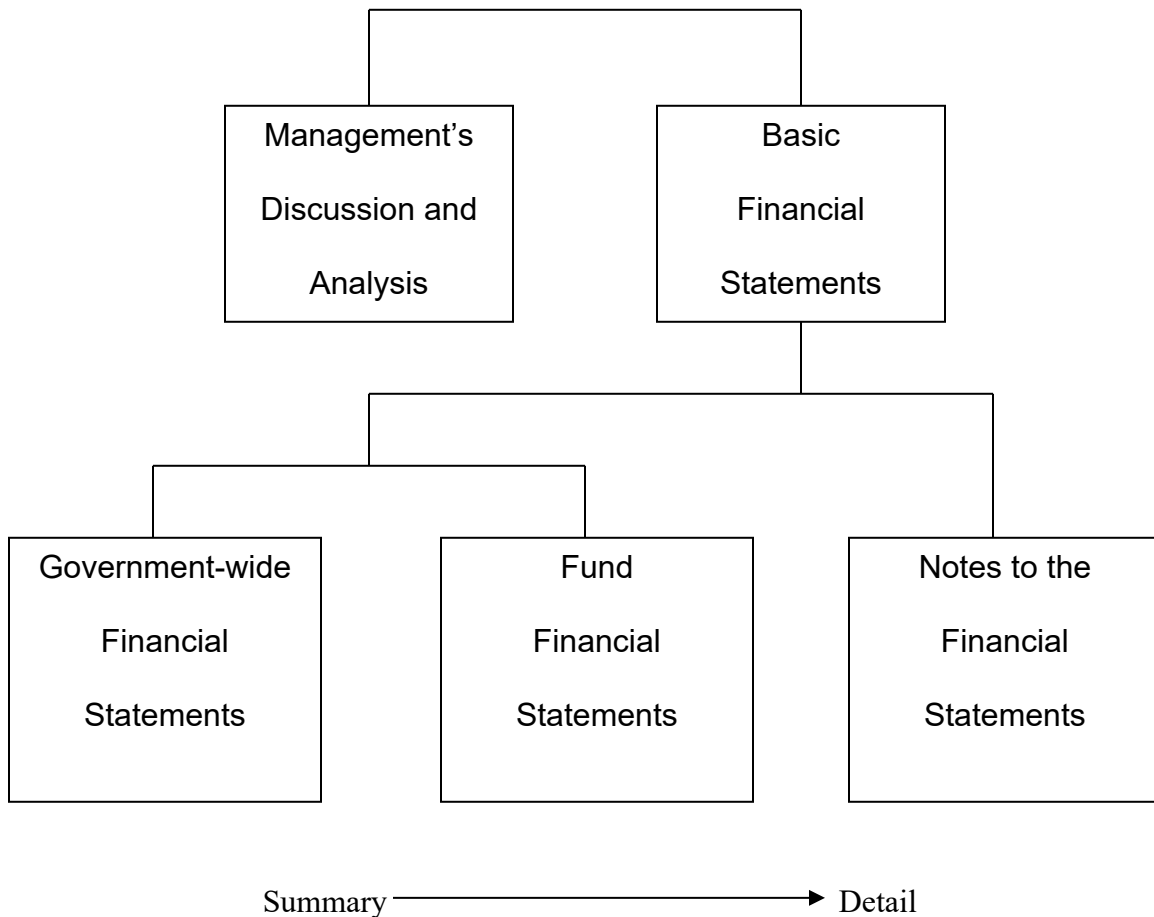 Management’s
Discussion and
Analysis
Basic
Financial
Statements
Government-wide
Financial
Statements
Fund
Financial
Statements
Notes to the
Financial
Statements
Summary
Detail